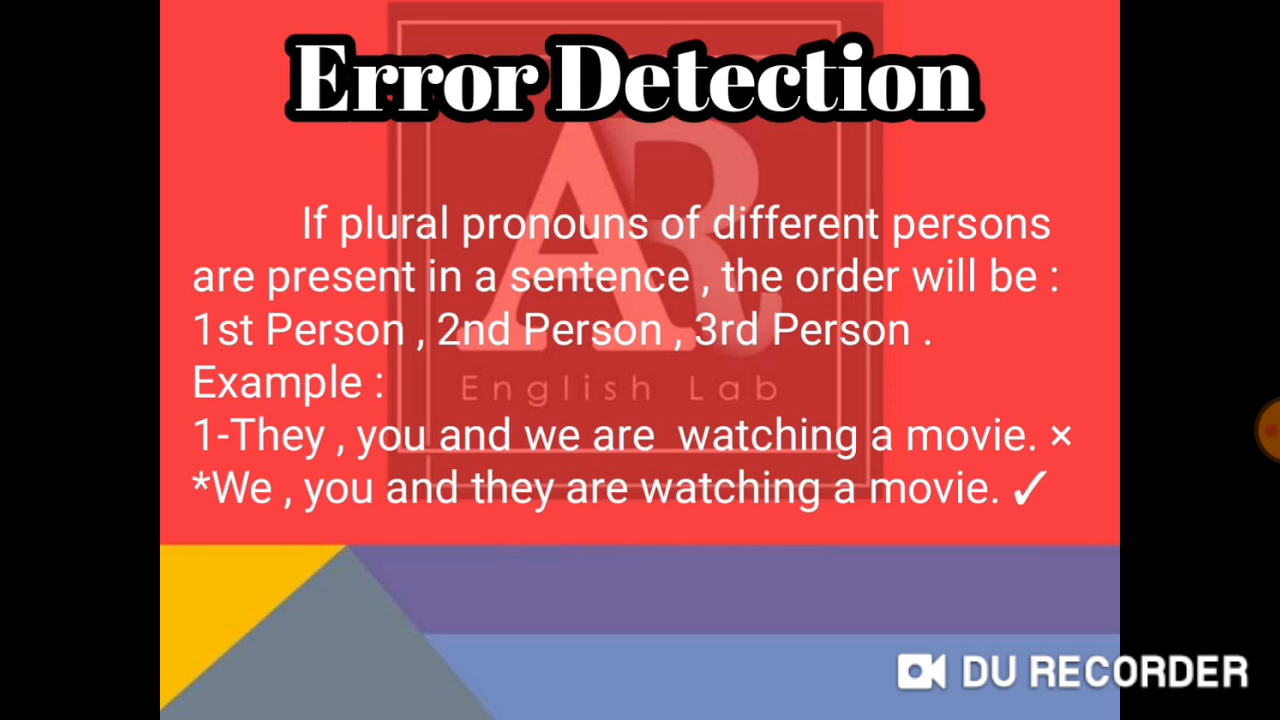 Error Detection
AR
If plural pronouns of different persons
are present in a sentence , the order will be :
1st Person , 2nd Person , 3rd Person .
English Lab
Example :
1-They , you and we are  watching a movie. ×
*We , you and they are watching a movie. ✓
DU RECORDER